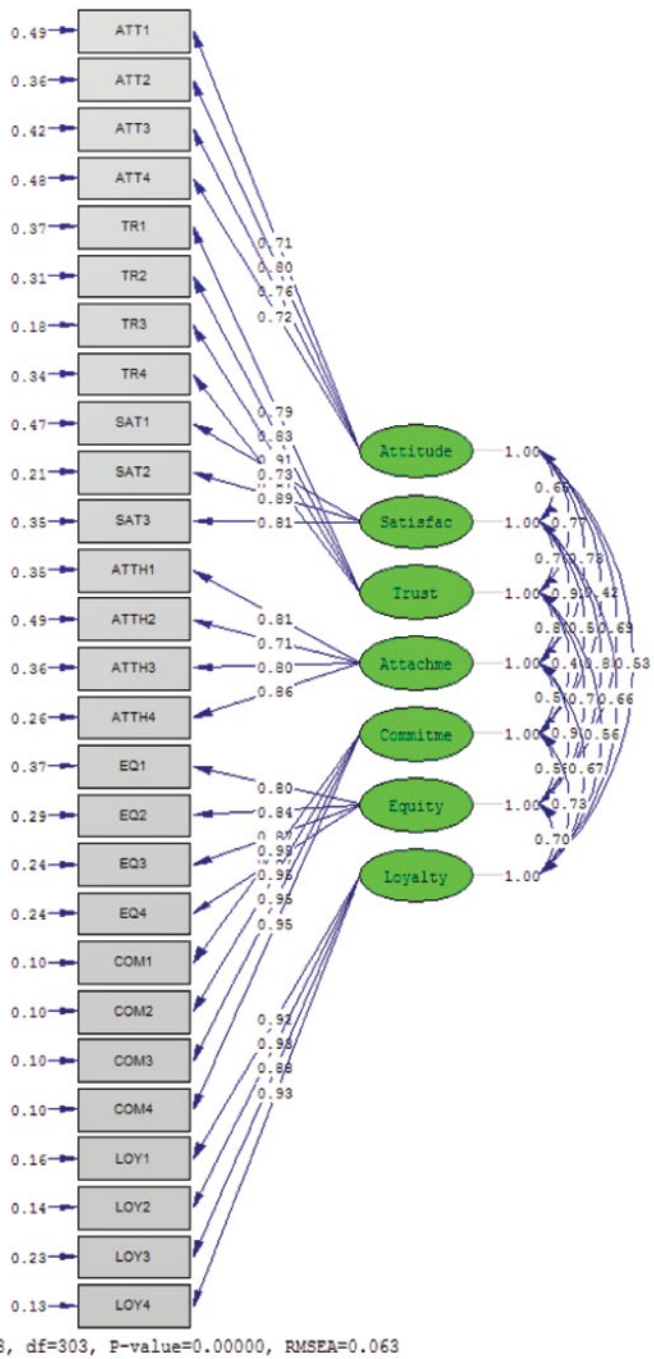 0.49 ATT1
0.36 ATT2
0.42 ATT3
0.48 ATT4
0.37 TR1
0.31 TR2
0.18 TR3
0.34 TR4
0.47 SAT1
0.21 SAT2
0.35 SAT3
0.35 ATTH1
0.49 ATTH2
0.36 ATTH3
0.26 ATTH4
0.37 EQ1
0.29 EQ2
0.24 EQ3
0.24 EQ4
0.10 COM1
0.10 COM2
0.10 COM3
0.10 COM4
0.16 LOY1
0.14 LOY2
0.23 LOY3
0.13 LOY4
0.71
0.80
0.76
0.72
0.79
0.83
0.73
0.89
0.81
0.81
0.71
0.80
0.86
0.80
0.84
0.95
0.95
0.92
0.93
0.88
0.93
Attitude 1.00
Satisfac 1.00
Trust 1.00
Attachme 1.00
Commitme 1.00
Equity 1.00
Loyalty 1.00
0.77
0.78
0.42
0.69
0.53
0.66
0.56
0.67
0.73
0.70
df=303, P-value=0.00000, RMSEA=0.063